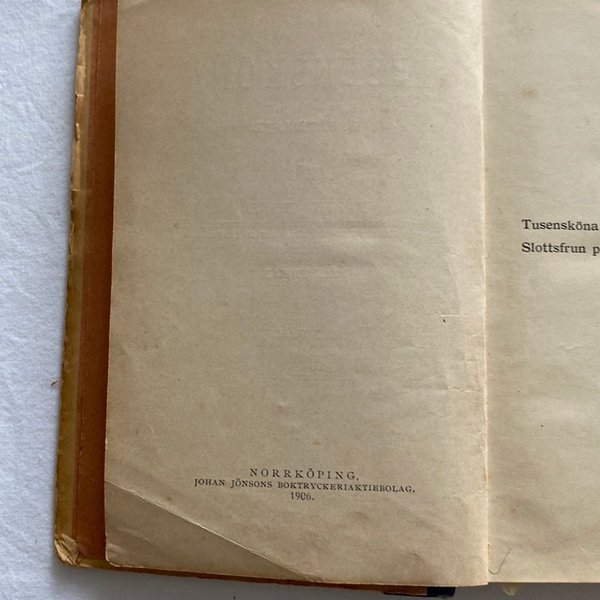 NORRKÖPING,
JOHAN JÖNSONS BOKTRYCKERIAKTIEBOLAG,
1906.
Tusensköna
Slottsfrun p